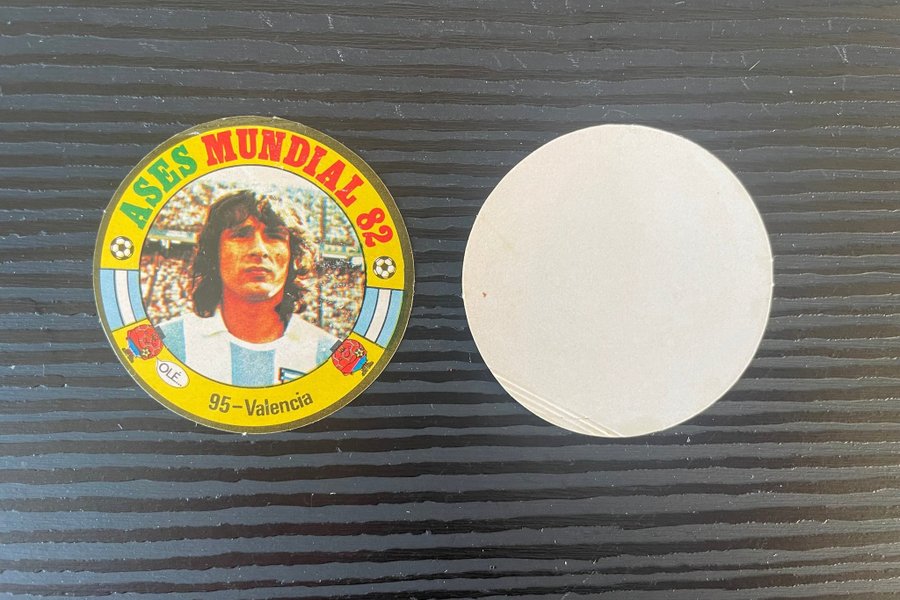 ASES MUNDIAL 82
OLÉ..
95-Valencia